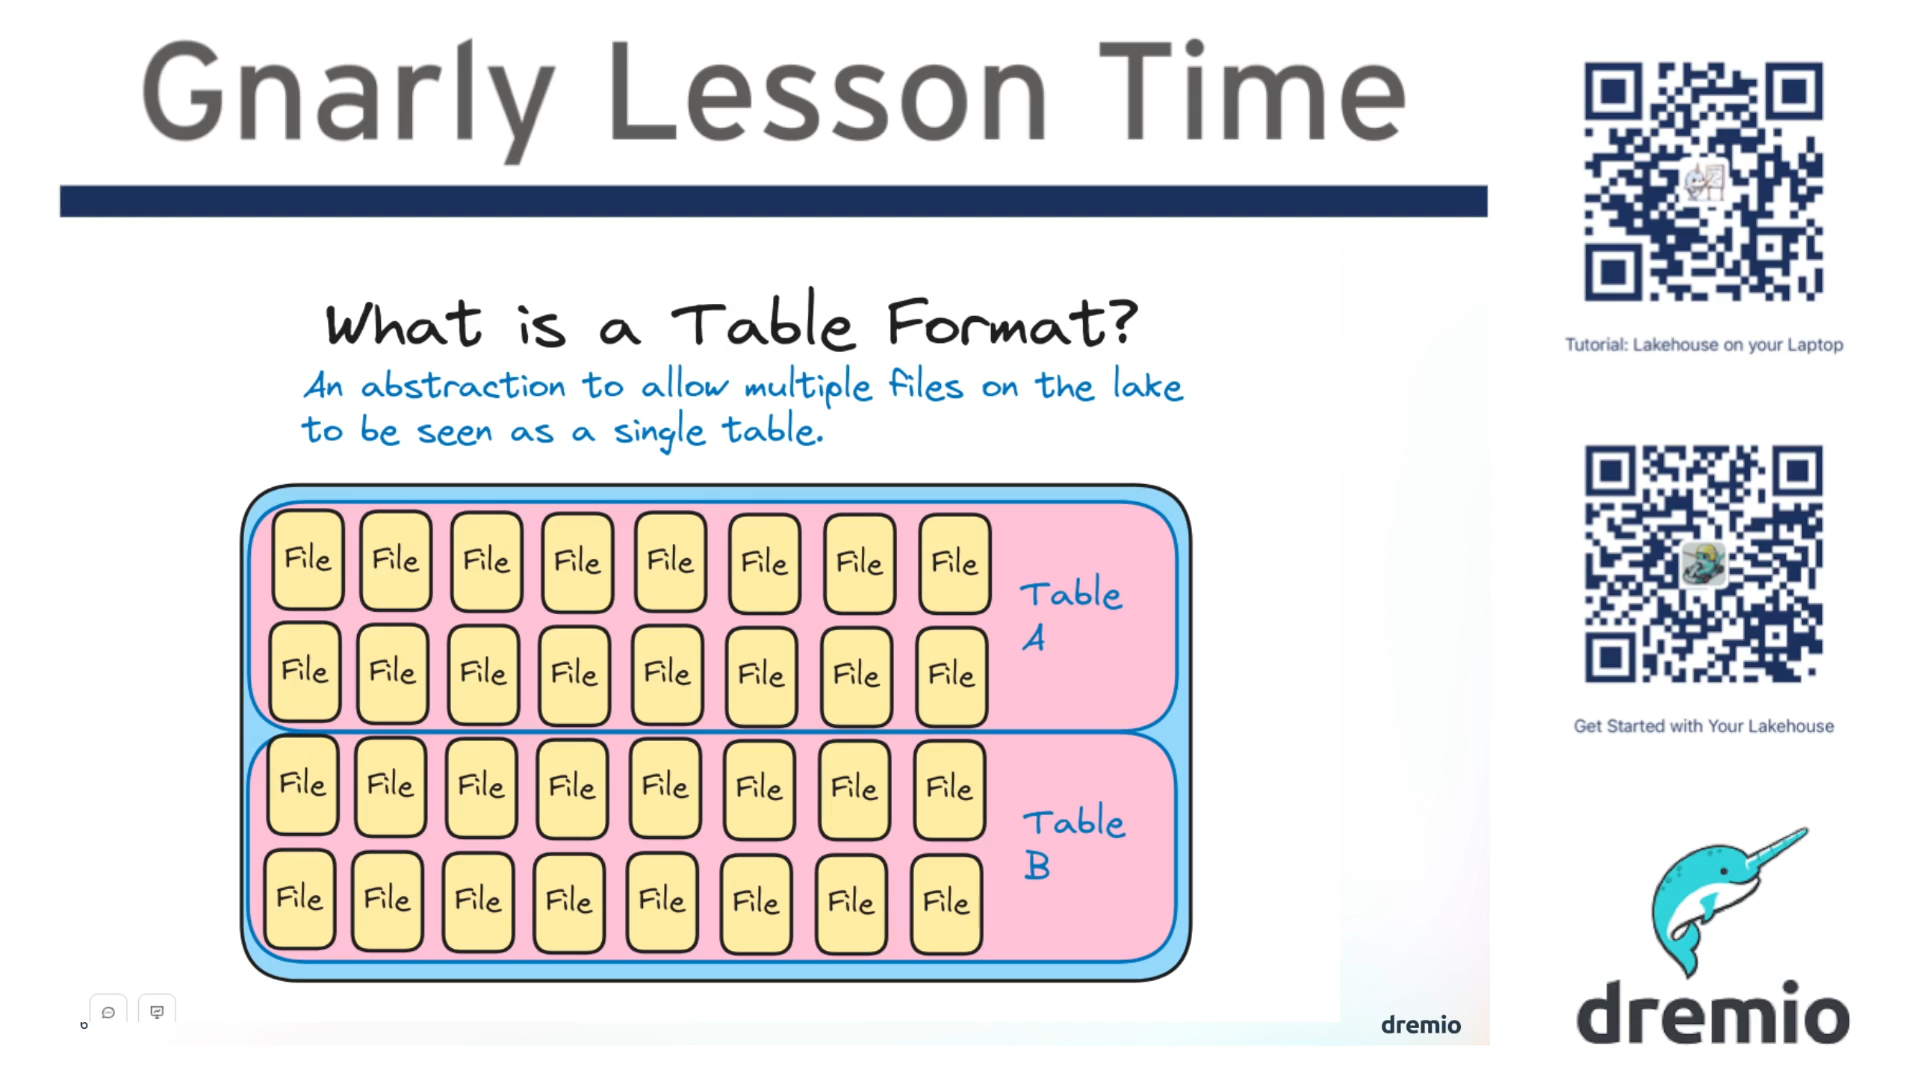 Gnarly Lesson Time
What is a Table Format?
An abstraction to allow multiple files on the lake
to be seen as a single table.
File File File File File File File File
File File File File File File File File
Table
A
File File File File File File File File
File File File File File File File File
Table
B
6
dremio
Tutorial: Lakehouse on your Laptop
Get Started with Your Lakehouse
dremio